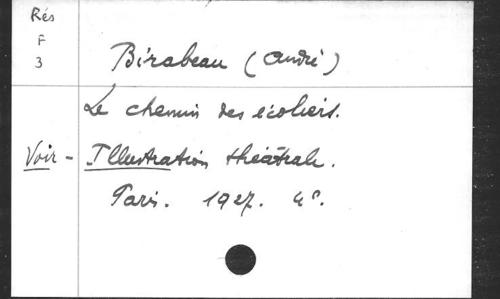 Rés
F
3
Birabeau (André)
Le chemin des écoliers.
Voir - Illustration théâtrale.
Paris. 1927. 4°.